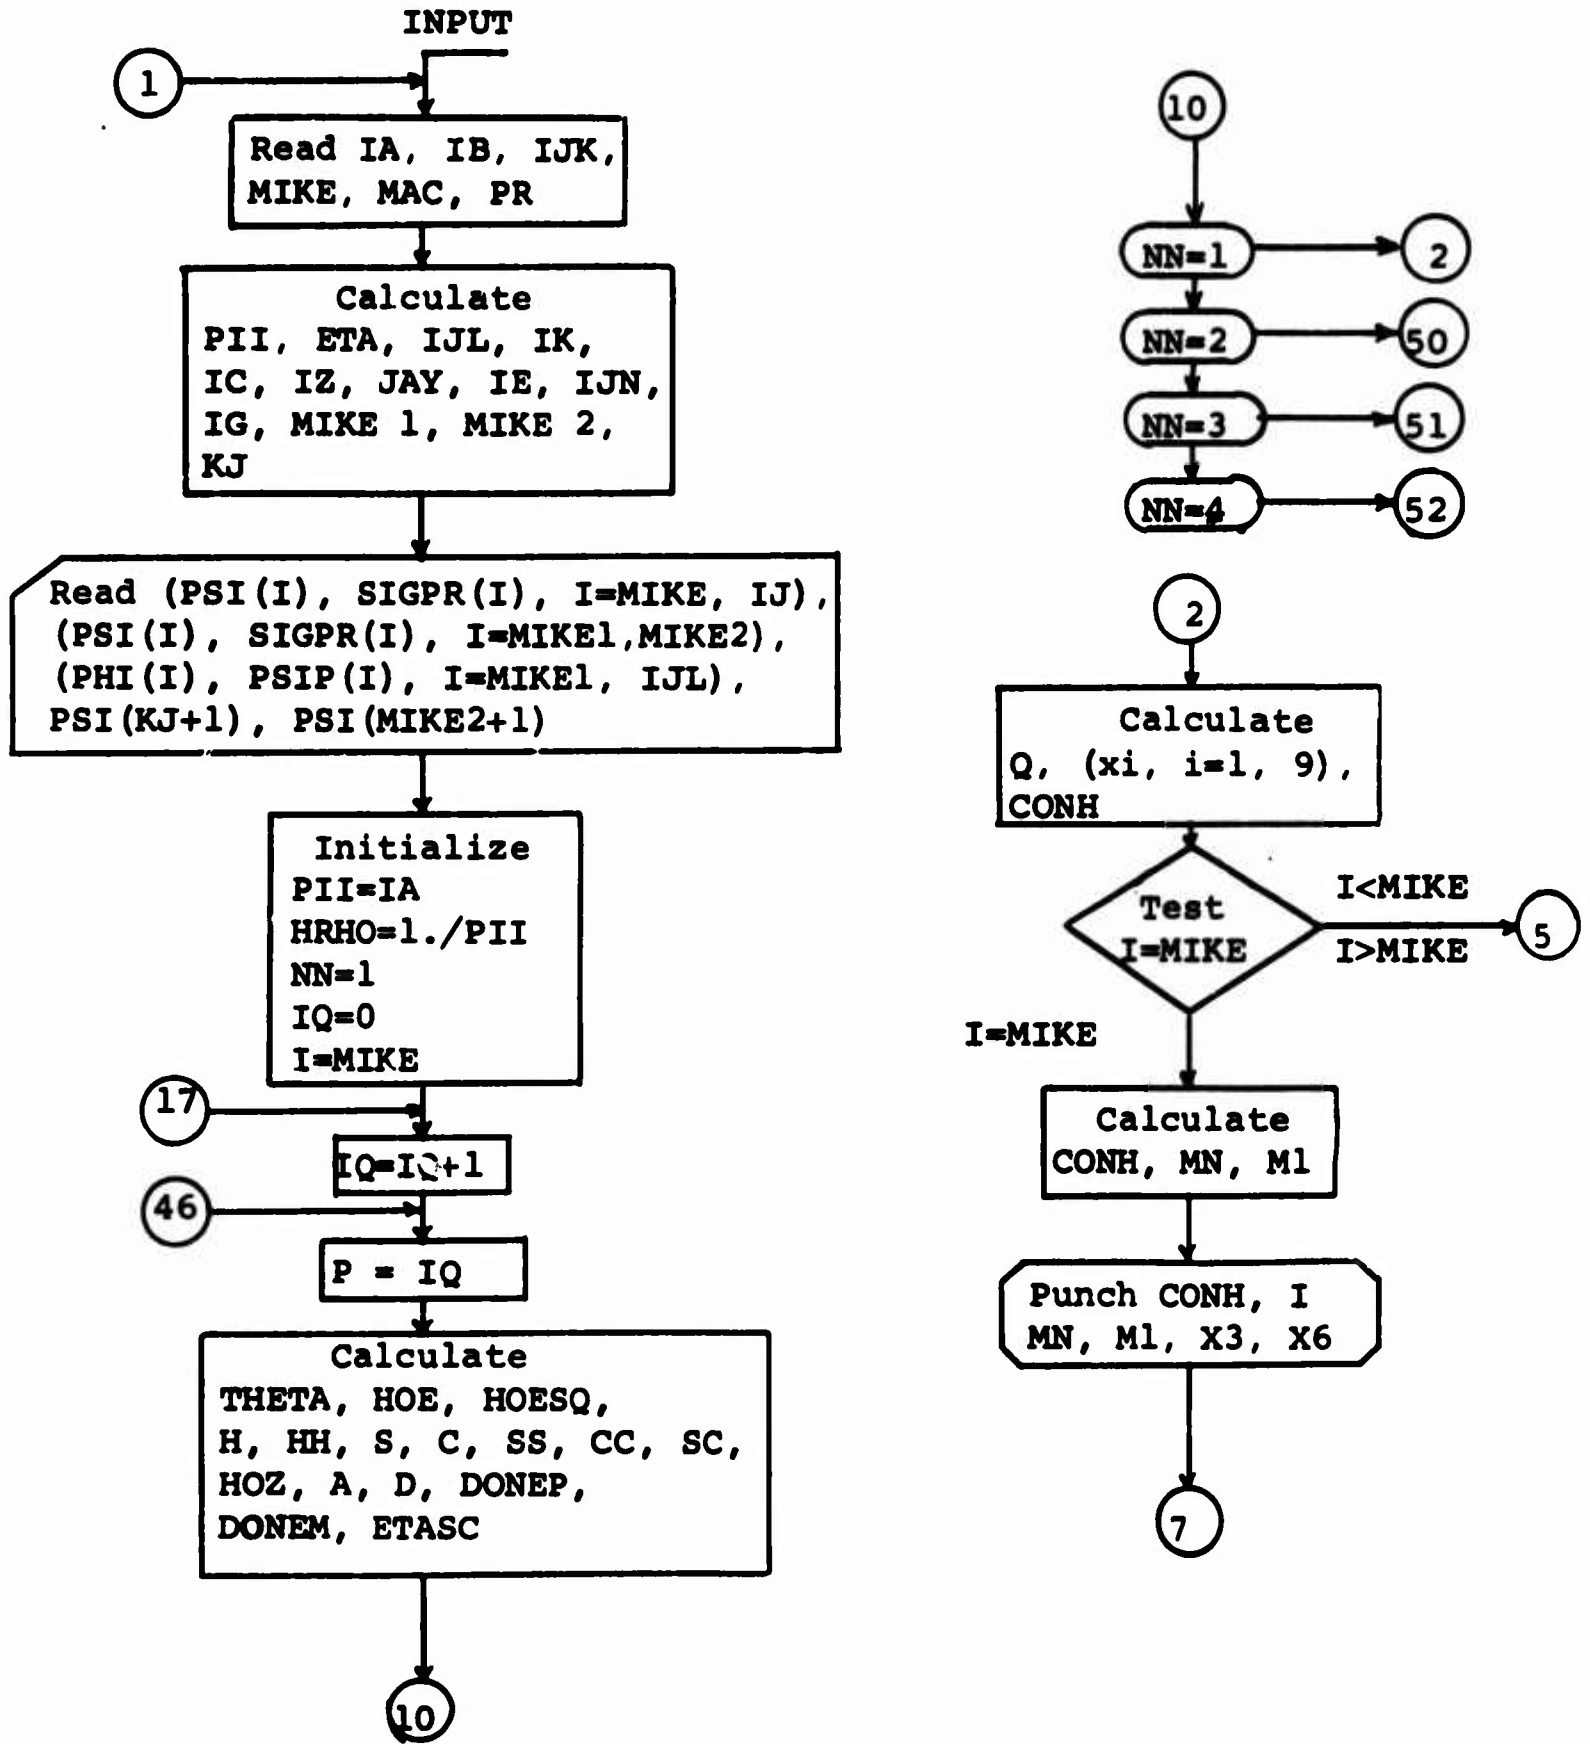 INPUT
1
Read IA, IB, IJK,
MIKE, MAC, PR
Calculate
PII, ETA, IJL, IK,
IC, IZ, JAY, IE, IJN,
IG, MIKE 1, MIKE 2,
KJ
Read (PSI(I), SIGPR(I), I=MIKE, IJ),
(PSI(I), SIGPR(I), I=MIKE1,MIKE2),
(PHI(I), PSIP(I), I=MIKE1, IJL),
PSI(KJ+1), PSI(MIKE2+1)
Initialize
PII=IA
HRHO=1./PII
NN=1
IQ=0
I=MIKE
17
IQ=IQ+1
46
P = IQ
Calculate
THETA, HOE, HOESQ,
H, HH, S, C, SS, CC, SC,
HOZ, A, D, DONEP,
DONEM, ETASC
10
10
NN=1
2
NN=2
50
NN=3
51
NN=4
52
2
Calculate
Q, (xi, i=1, 9),
CONH
Test
I=MIKE
I<MIKE
I>MIKE
5
I=MIKE
Calculate
CONH, MN, M1
Punch CONH, I
MN, M1, X3, X6
7